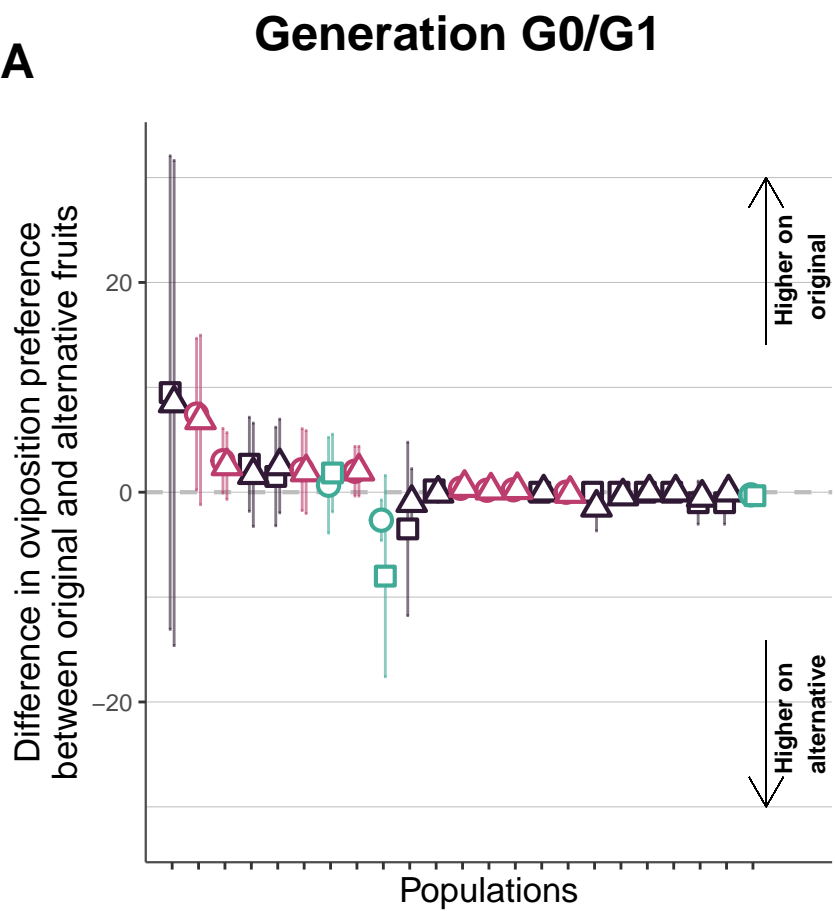 Generation G0/G1
A
Difference in oviposition preference
between original and alternative fruits
20
0
−20
Higher on
original
Higher on
alternative
Populations